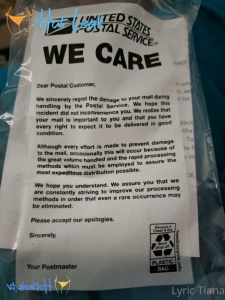 UNITED STATES
POSTAL SERVICE®
WE CARE
Dear Postal Customer,
We sincerely regret the damage to your mail during
handling by the Postal Service. We hope this
incident did not inconvenience you. We realize that
your mail is important to you and that you have
every right to expect it to be delivered in good
condition.
Although every effort is made to prevent damage
to the mail, occasionally this will occur because of
the great volume handled and the rapid processing
methods which must be employed to assure the
most expeditious distribution possible.
We hope you understand. We assure you that we
are constantly striving to improve our processing
methods in order that even a rare occurrence may
be eliminated.
Please accept our apologies.
Sincerely,
Your Postmaster
PLASTIC
BAG
Lyric Tiana